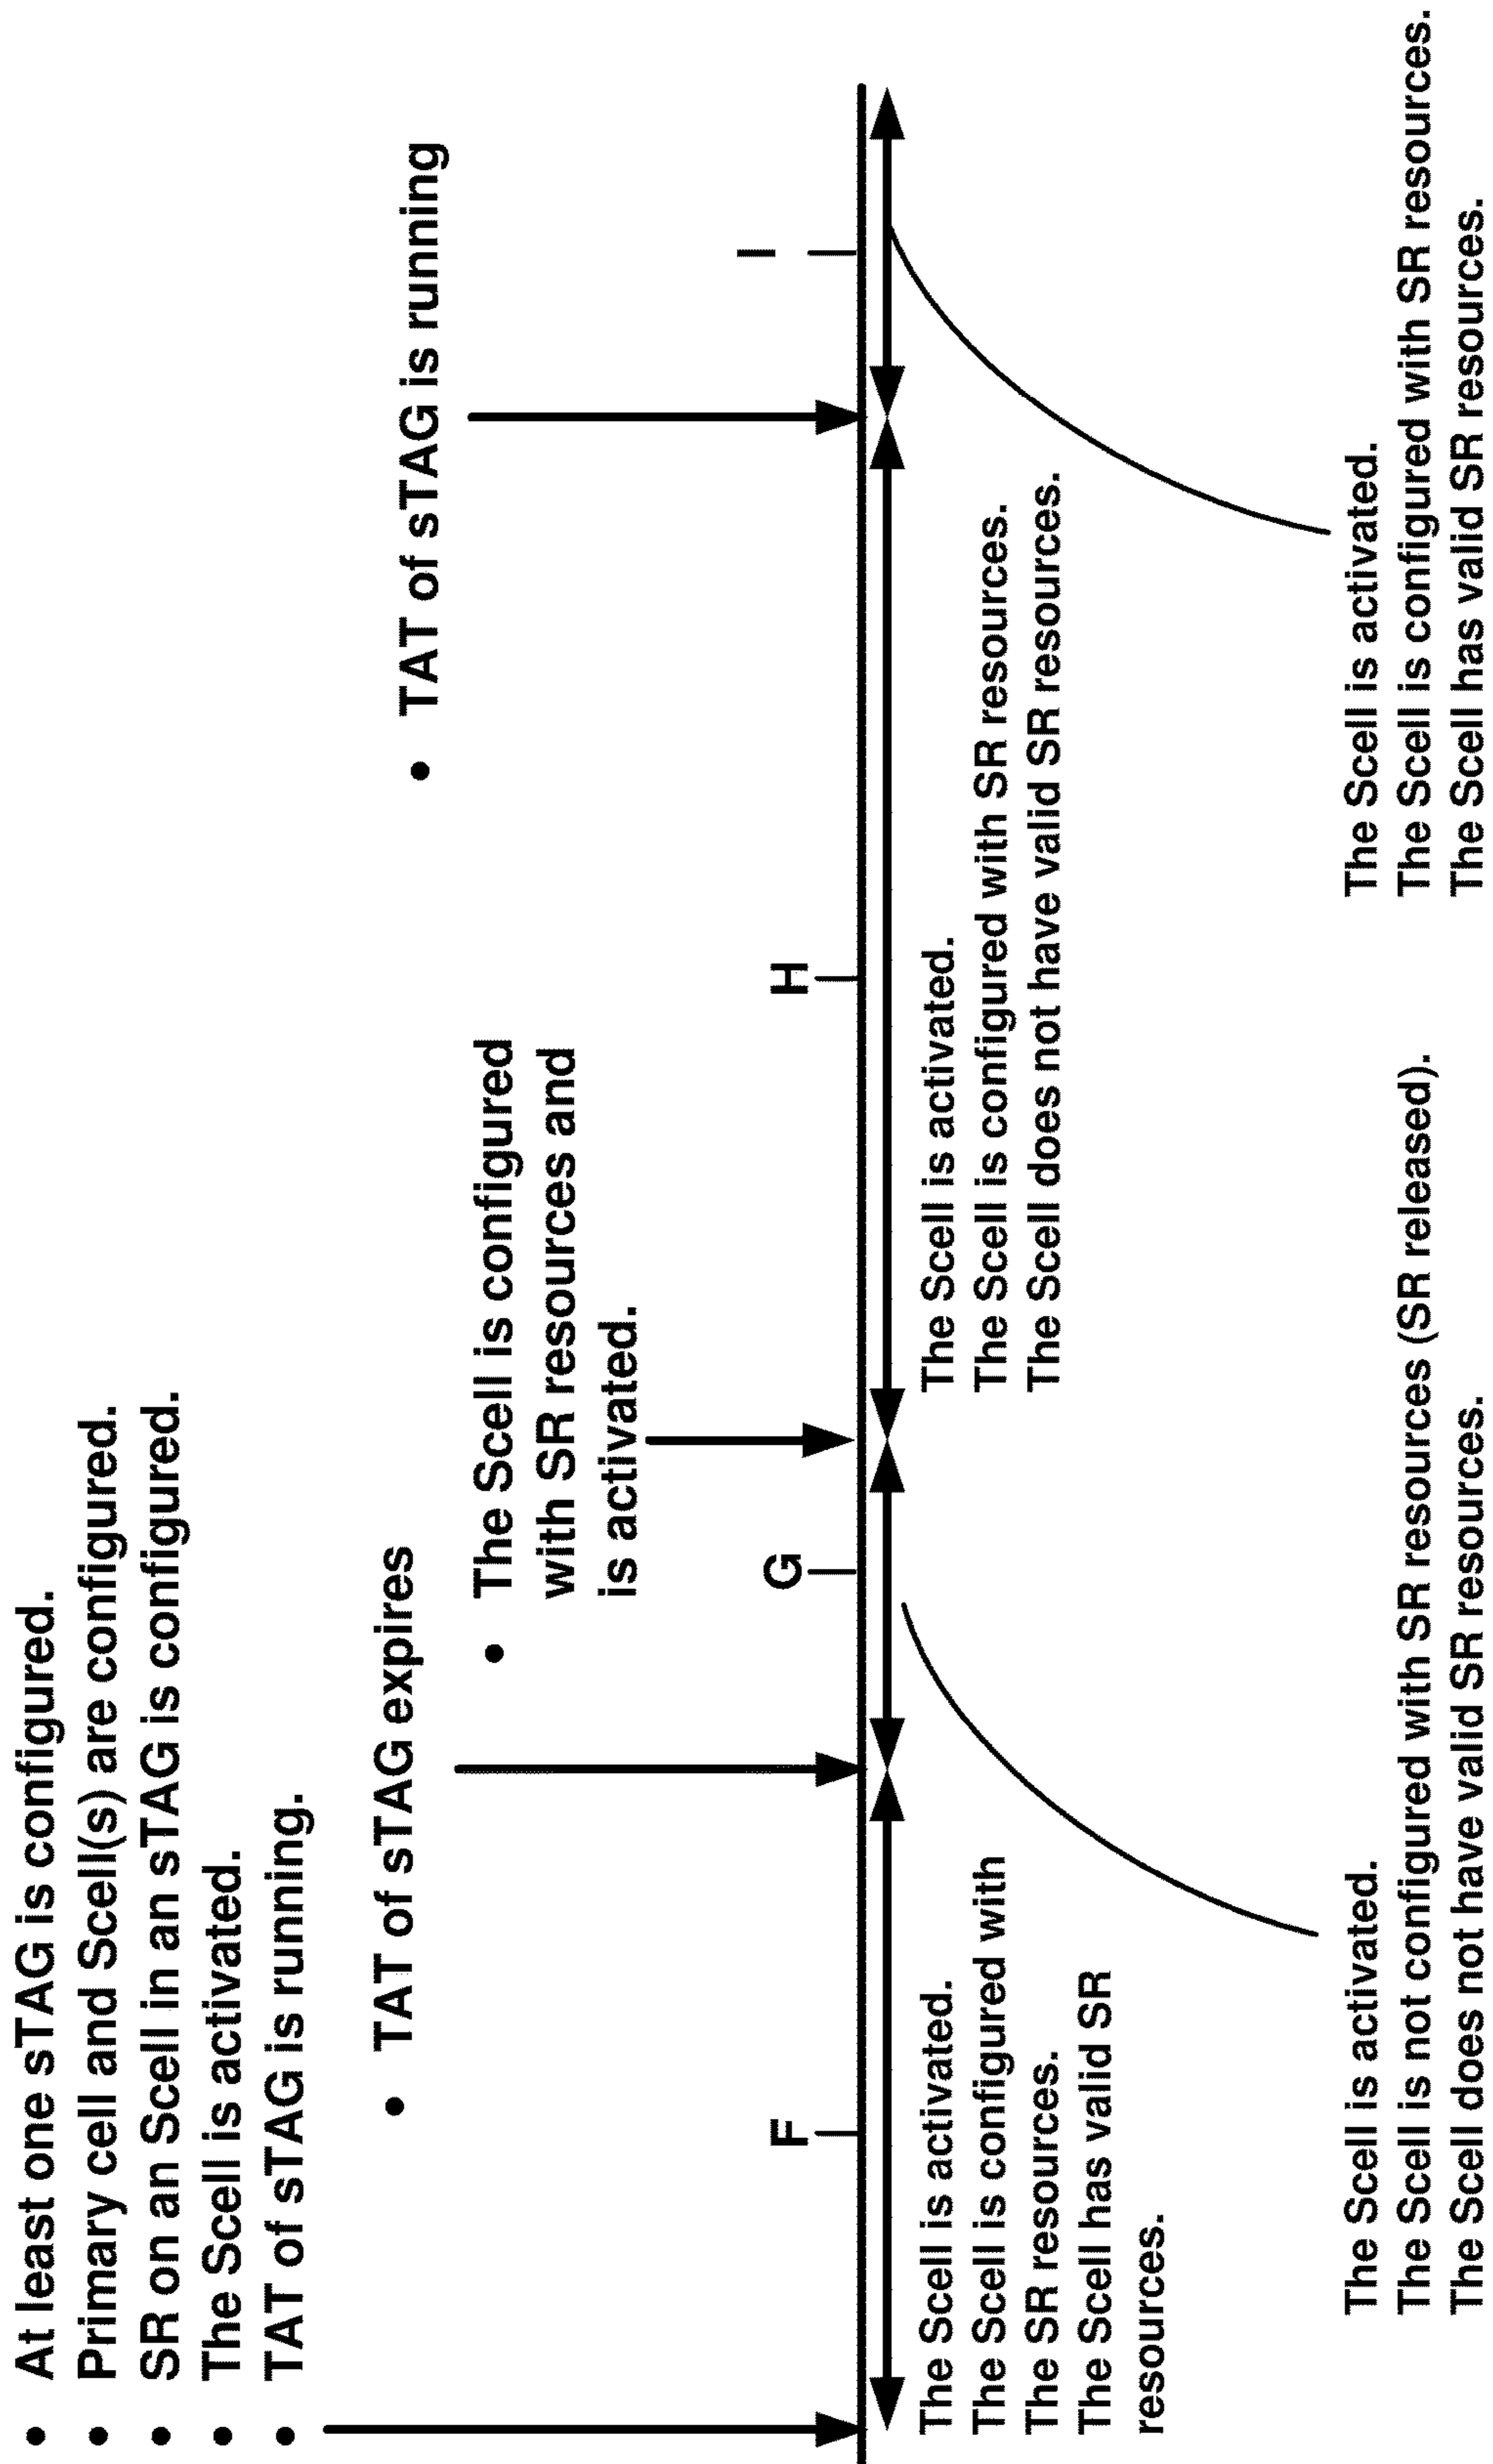 • At least one sTAG is configured.
• Primary cell and Scell(s) are configured.
• SR on an Scell in an sTAG is configured.
• The Scell is activated.
• TAT of sTAG is running.
• TAT of sTAG expires
• The Scell is configured
with SR resources and
is activated.
• TAT of sTAG is running
F
G
H
I
The Scell is activated.
The Scell is configured with
The SR resources.
The Scell has valid SR
resources.
The Scell is activated.
The Scell is configured with SR resources.
The Scell does not have valid SR resources.
The Scell is activated.
The Scell is not configured with SR resources (SR released).
The Scell does not have valid SR resources.
The Scell is activated.
The Scell is configured with SR resources.
The Scell has valid SR resources.